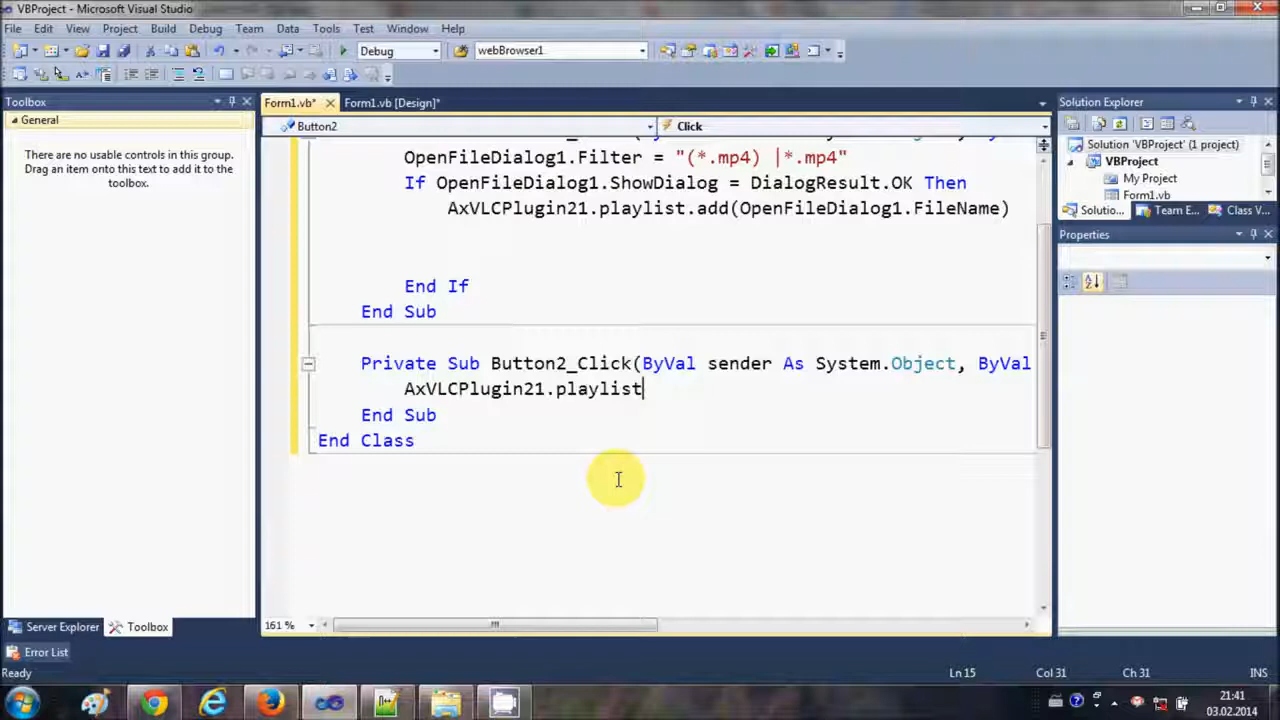 VBProject - Microsoft Visual Studio
File Edit View Project Build Debug Team Data Tools Test Window Help
Debug webBrowser1
Toolbox
General
There are no usable controls in this group.
Drag an item onto this text to add it to the
toolbox.
Server Explorer Toolbox
Error List
Form1.vb* Form1.vb [Design]*
Button2 Click
OpenFileDialog1.Filter = "(*.mp4) |*.mp4"
If OpenFileDialog1.ShowDialog = DialogResult.OK Then
AxVLCPlugin21.playlist.add(OpenFileDialog1.FileName)
End If
End Sub
Private Sub Button2_Click(ByVal sender As System.Object, ByVal
AxVLCPlugin21.playlist
End Sub
End Class
161 %
Solution Explorer
Solution 'VBProject' (1 project)
VBProject
My Project
Form1.vb
Solutio... Team E... Class V...
Properties
Ready Ln 15 Col 31 Ch 31 INS
21:41
03.02.2014